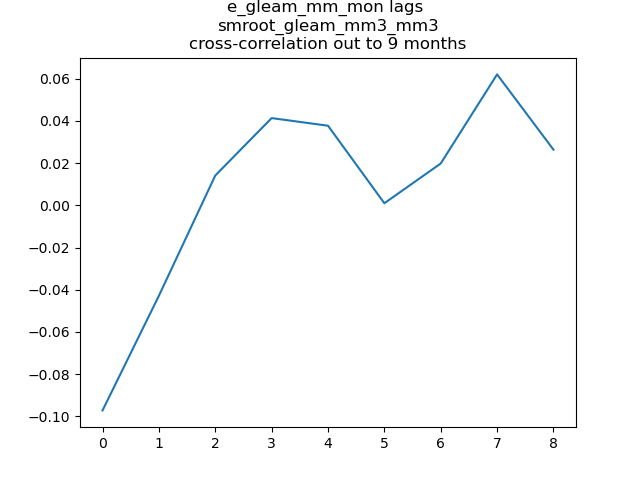 e_gleam_mm_mon lags
smroot_gleam_mm3_mm3
cross-correlation out to 9 months
0.06
0.04
0.02
0.00
−0.02
−0.04
−0.06
−0.08
−0.10
0 1 2 3 4 5 6 7 8